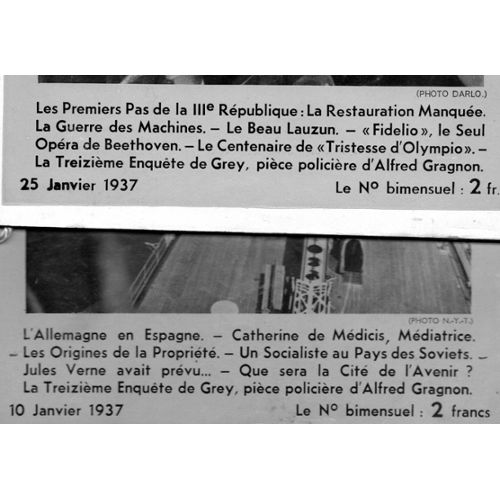 (PHOTO DARLO.)
Les Premiers Pas de la IIIe République : La Restauration Manquée.
La Guerre des Machines. – Le Beau Lauzun. – «Fidelio», le Seul
Opéra de Beethoven. – Le Centenaire de «Tristesse d'Olympio». –
La Treizième Enquête de Grey, pièce policière d'Alfred Gragnon.
25 Janvier 1937 Le No bimensuel : 2 fr.
(PHOTO N.-Y.-T.)
L'Allemagne en Espagne. – Catherine de Médicis, Médiatrice.
– Les Origines de la Propriété. – Un Socialiste au Pays des Soviets. –
Jules Verne avait prévu... – Que sera la Cité de l'Avenir ?
La Treizième Enquête de Grey, pièce policière d'Alfred Gragnon.
10 Janvier 1937 Le No bimensuel : 2 francs